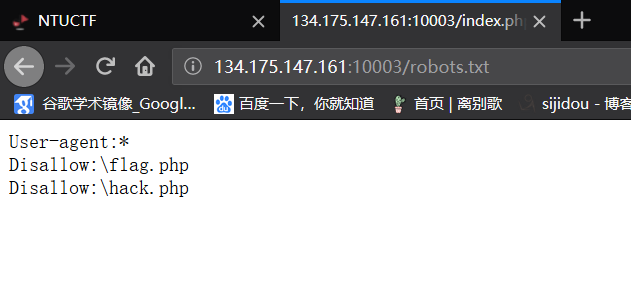 NTUCTF
134.175.147.161:10003/index.ph
134.175.147.161:10003/robots.txt
谷歌学术镜像_Googl...
百度一下，你就知道
首页 | 离别歌
sijidou - 博客
User-agent:*
Disallow:\flag.php
Disallow:\hack.php